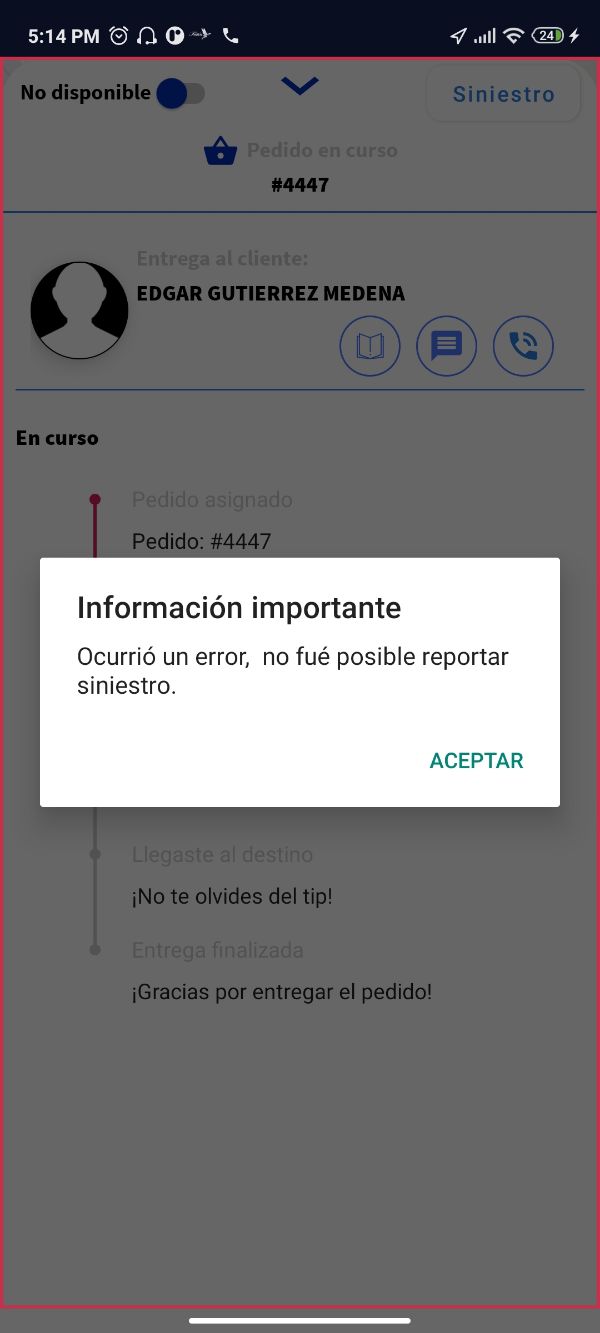 5:14 PM
24
No disponible
Siniestro
Pedido en curso
#4447
Entrega al cliente:
EDGAR GUTIERREZ MEDENA
En curso
Pedido asignado
Pedido: #4447
Información importante
Ocurrió un error,  no fué posible reportar
siniestro.
ACEPTAR
Llegaste al destino
¡No te olvides del tip!
Entrega finalizada
¡Gracias por entregar el pedido!